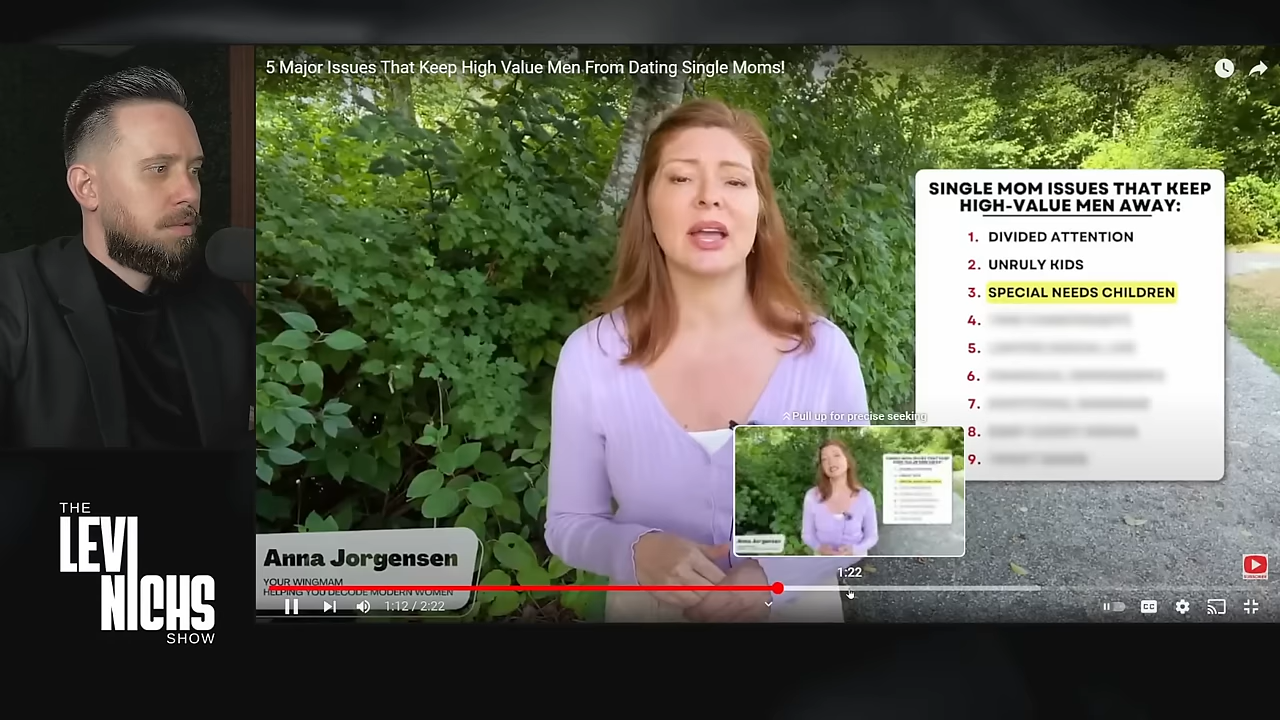 5 Major Issues That Keep High Value Men From Dating Single Moms!
SINGLE MOM ISSUES THAT KEEP
HIGH-VALUE MEN AWAY:
1. DIVIDED ATTENTION
2. UNRULY KIDS
3. SPECIAL NEEDS CHILDREN
4.
5.
6.
7.
8.
9.
Pull up for precise seeking
1:22
Anna Jorgensen
YOUR WINGMAM
HELPING YOU DECODE MODERN WOMEN
1:12 / 2:22
CC
THE
LEVI
NICHS
SHOW